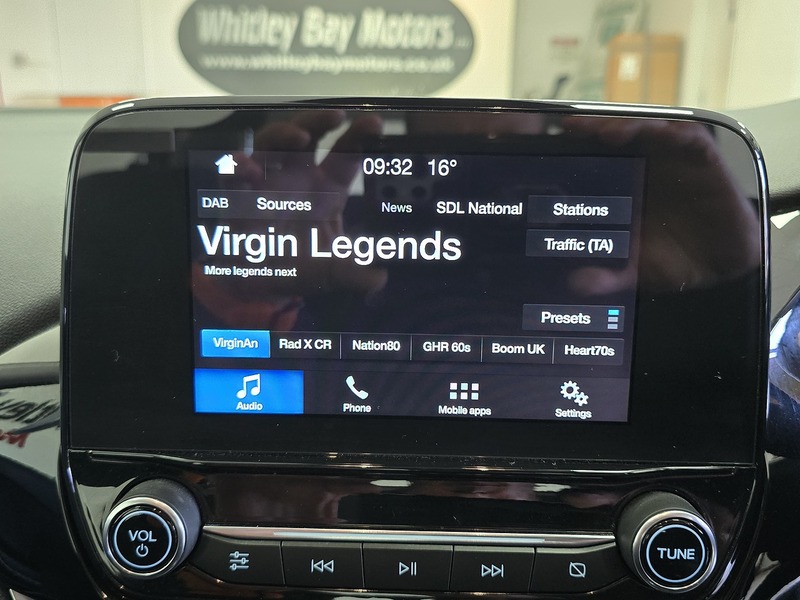 Whitley Bay Motors
www.whitleybaymotors.co.uk
09:32 16°
DAB Sources News SDL National Stations
Virgin Legends Traffic (TA)
More legends next
Presets
VirginAn Rad X CR Nation80 GHR 60s Boom UK Heart70s
Audio Phone Mobile apps Settings
VOL
TUNE